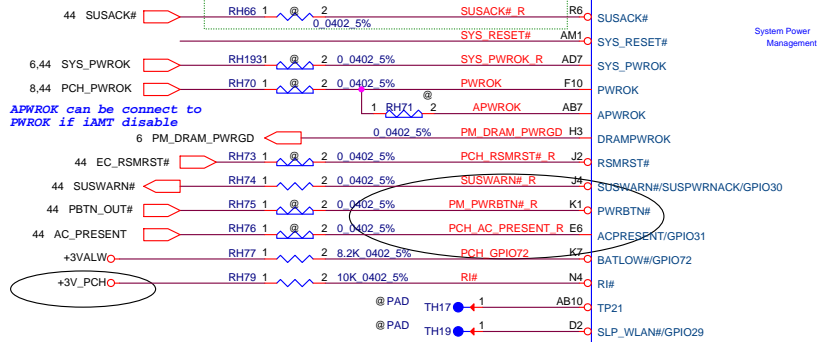 44 SUSACK# RH66 1 @ 2 0_0402_5% SUSACK#_R R6 SUSACK#
SYS_RESET# AM1 SYS_RESET#
System Power
Management
6,44 SYS_PWROK RH193 1 @ 2 0_0402_5% SYS_PWROK_R AD7 SYS_PWROK
8,44 PCH_PWROK RH70 1 @ 2 0_0402_5% PWROK F10 PWROK
APWROK can be connect to
PWROK if iAMT disable
1 RH71 @ 2 APWROK AB7 APWROK
6 PM_DRAM_PWRGD 0_0402_5% PM_DRAM_PWRGD H3 DRAMPWROK
44 EC_RSMRST# RH73 1 @ 2 0_0402_5% PCH_RSMRST#_R J2 RSMRST#
44 SUSWARN# RH74 1 2 0_0402_5% SUSWARN#_R J4 SUSWARN#/SUSPWRNACK/GPIO30
44 PBTN_OUT# RH75 1 @ 2 0_0402_5% PM_PWRBTN#_R K1 PWRBTN#
44 AC_PRESENT RH76 1 @ 2 0_0402_5% PCH_AC_PRESENT_R E6 ACPRESENT/GPIO31
+3VALW RH77 1 2 8.2K_0402_5% PCH_GPIO72 K7 BATLOW#/GPIO72
+3V_PCH RH79 1 2 10K_0402_5% RI# N4 RI#
@ PAD TH17 1 AB10 TP21
@ PAD TH19 1 D2 SLP_WLAN#/GPIO29